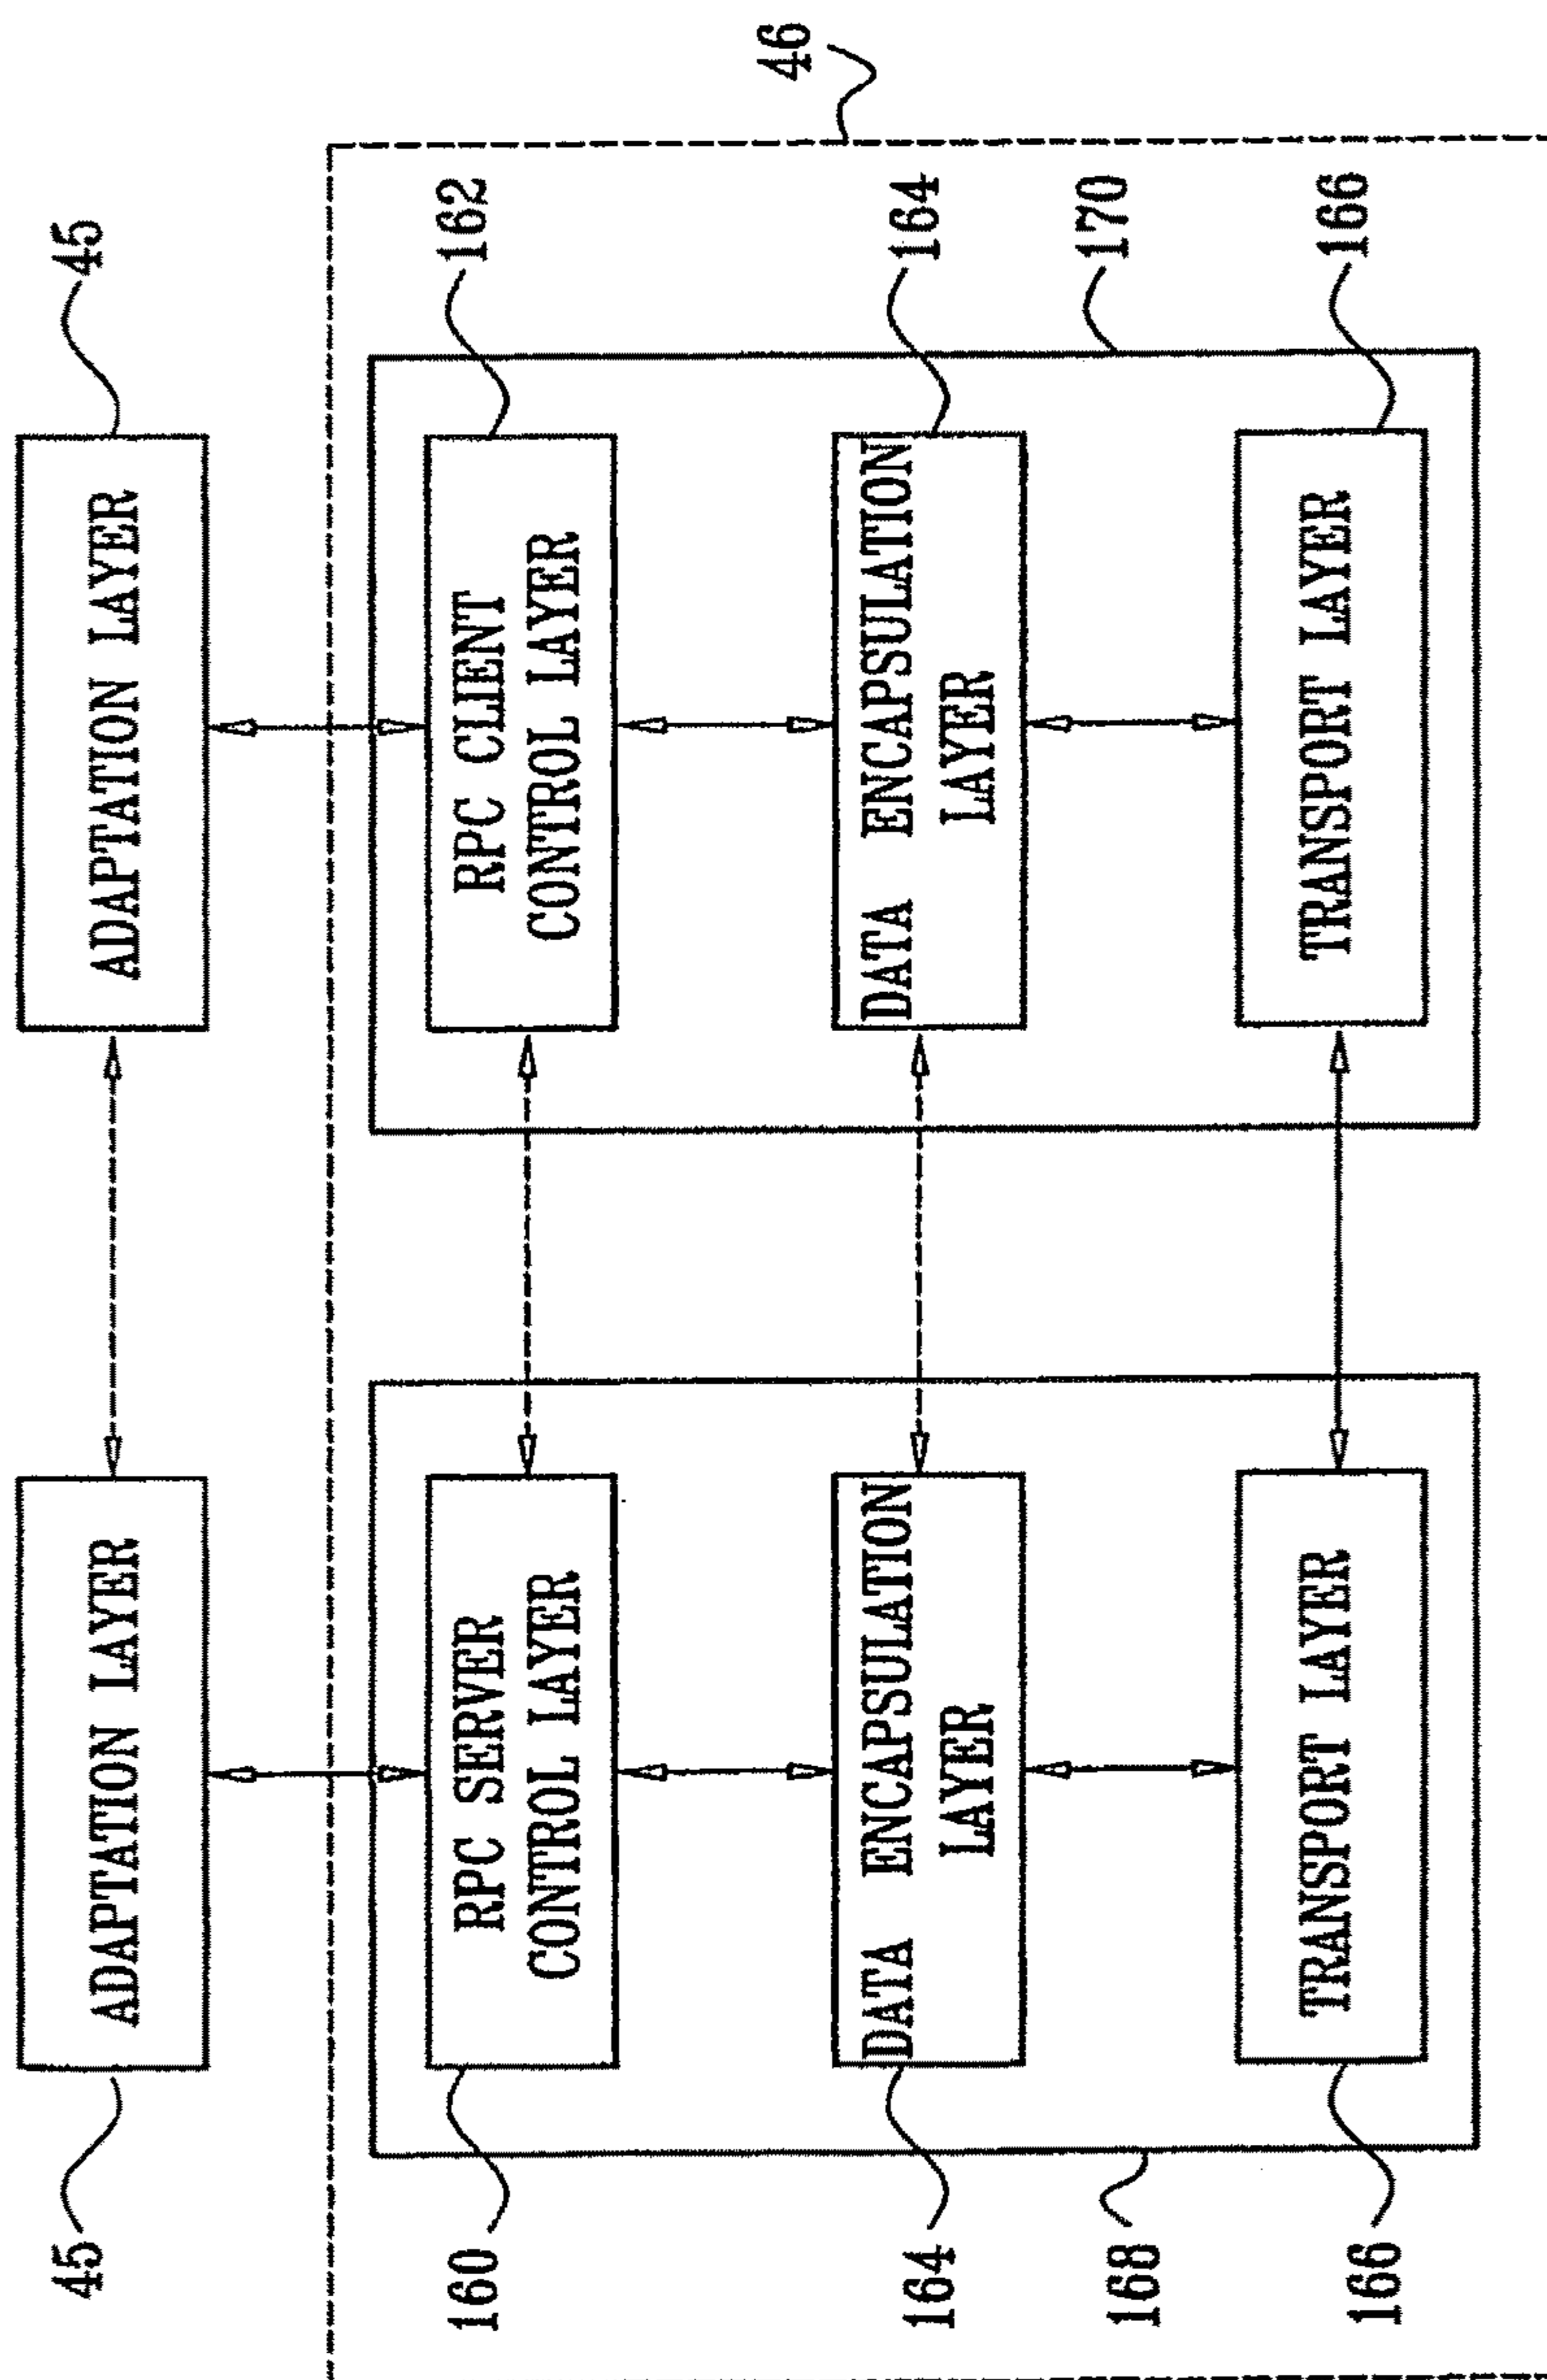 45
ADAPTATION LAYER
ADAPTATION LAYER
45
46
160
RPC SERVER
CONTROL LAYER
RPC CLIENT
CONTROL LAYER
162
164
DATA ENCAPSULATION
LAYER
DATA ENCAPSULATION
LAYER
164
168
170
166
TRANSPORT LAYER
TRANSPORT LAYER
166